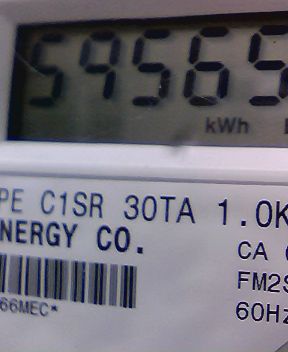 59565
kWh
PE C1SR 30TA 1.0K
NERGY CO.
CA
FM2S
66MEC*
60Hz